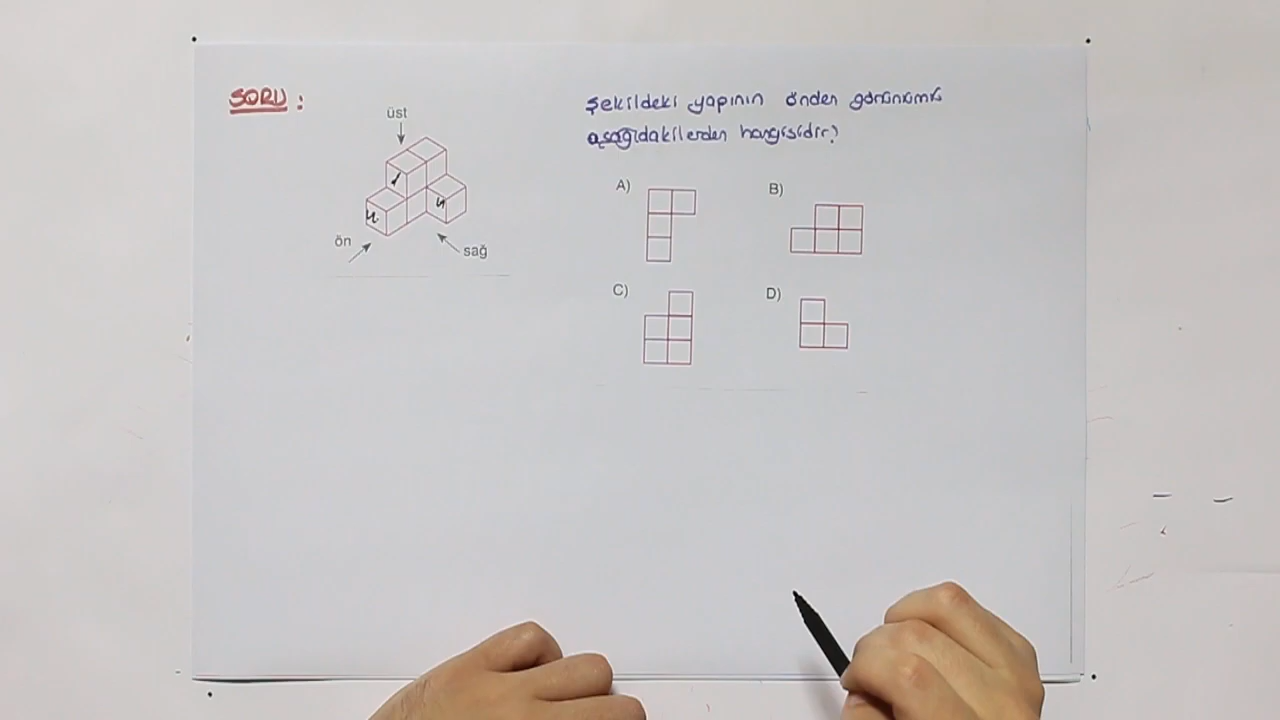 SORU :
Şekildeki yapının önden görünümü
aşağıdakilerden hangisidir?
üst
ön
sağ
A)
B)
C)
D)